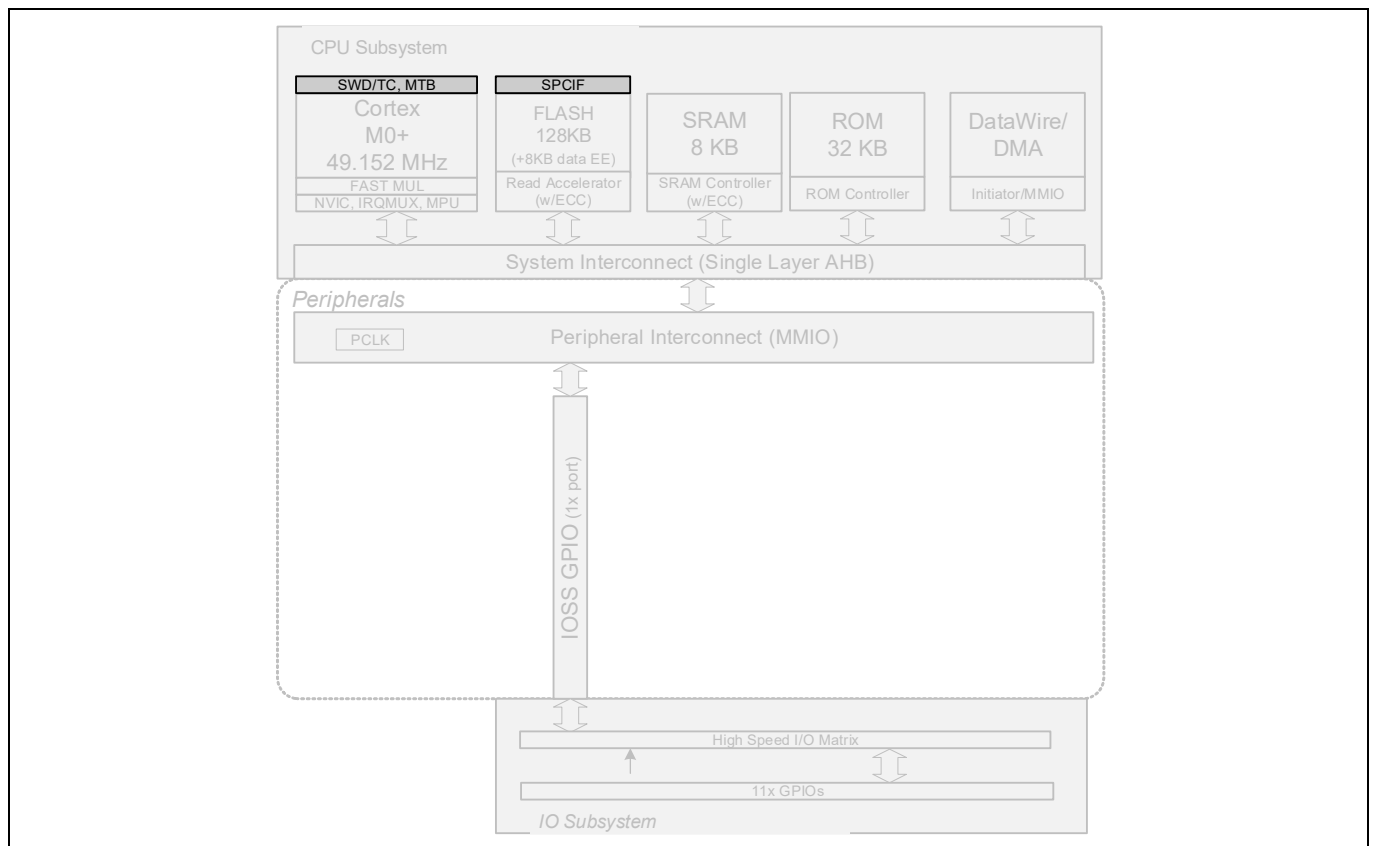 CPU Subsystem
SWD/TC, MTB
Cortex
M0+
49.152 MHz
FAST MUL
NVIC, IRQMUX, MPU
SPCIF
FLASH
128KB
(+8KB data EE)
Read Accelerator
(w/ECC)
SRAM
8 KB
SRAM Controller
(w/ECC)
ROM
32 KB
ROM Controller
DataWire/
DMA
Initiator/MMIO
System Interconnect (Single Layer AHB)
Peripherals
PCLK
Peripheral Interconnect (MMIO)
IOSS GPIO (1x port)
High Speed I/O Matrix
11x GPIOs
IO Subsystem